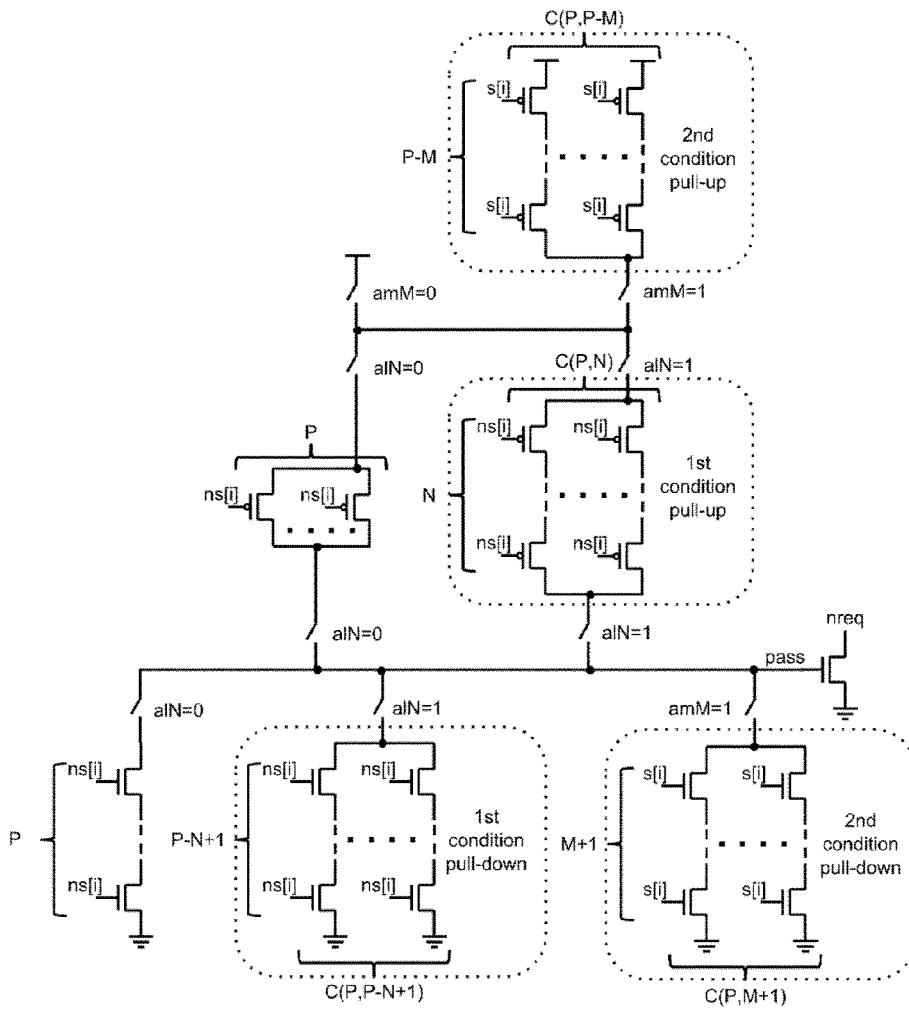 C(P,P-M)
s[i] s[i]
P-M
2nd
condition
pull-up
s[i] s[i]
amM=0
amM=1
alN=0
C(P,N)
alN=1
P
ns[i] ns[i]
ns[i] ns[i]
N
1st
condition
pull-up
ns[i] ns[i]
alN=0
alN=1
nreq
pass
alN=0
alN=1
amM=1
ns[i]
ns[i] ns[i]
s[i] s[i]
P
P-N+1
1st
condition
pull-down
M+1
2nd
condition
pull-down
ns[i]
ns[i] ns[i]
s[i] s[i]
C(P,P-N+1)
C(P,M+1)